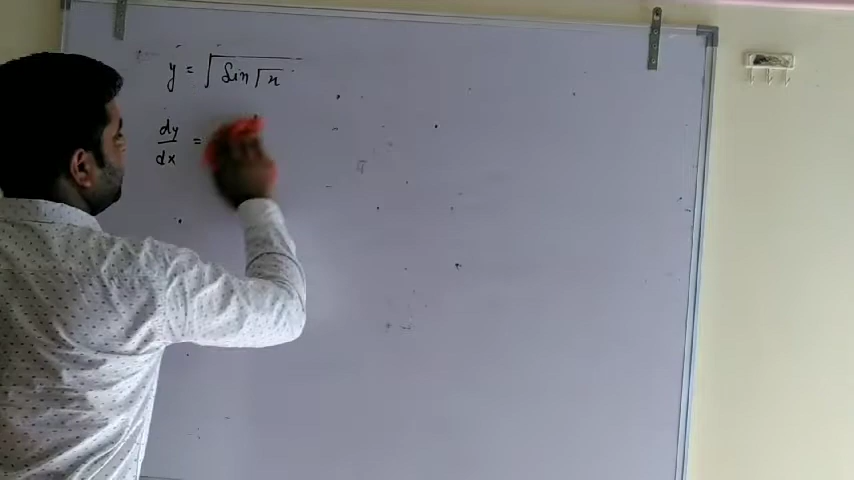 y = √(Sin √x)
dy/dx =